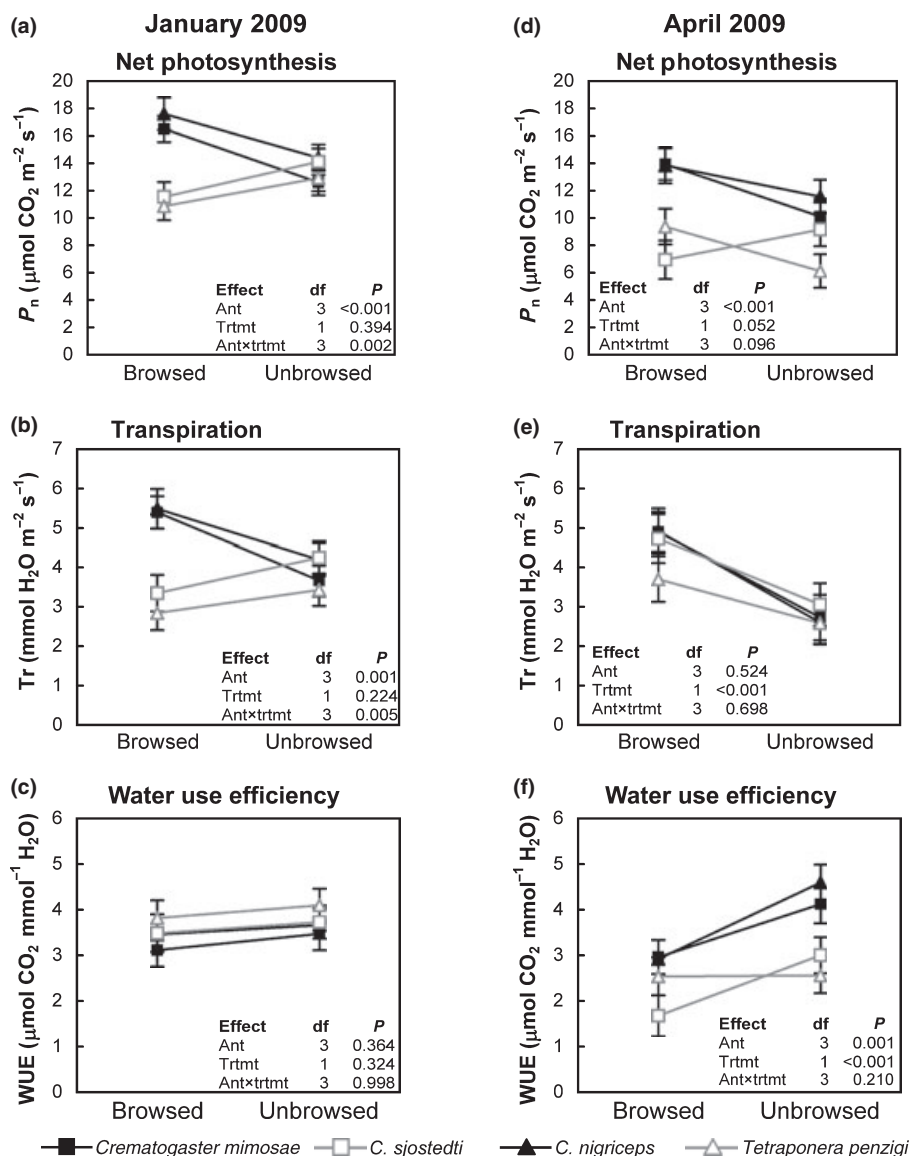 (a) January 2009
Net photosynthesis
Pn (μmol CO2 m−2 s−1)
20
18
16
14
12
10
8
6
4
2
0
Effect df P
Ant 3 <0.001
Trtmt 1 0.394
Ant×trtmt 3 0.002
Browsed Unbrowsed
(b) Transpiration
Tr (mmol H2O m−2 s−1)
7
6
5
4
3
2
1
0
Effect df P
Ant 3 0.001
Trtmt 1 0.224
Ant×trtmt 3 0.005
Browsed Unbrowsed
(c) Water use efficiency
WUE (μmol CO2 mmol−1 H2O)
6
5
4
3
2
1
0
Effect df P
Ant 3 0.364
Trtmt 1 0.324
Ant×trtmt 3 0.998
Browsed Unbrowsed
(d) April 2009
Net photosynthesis
Pn (μmol CO2 m−2 s−1)
20
18
16
14
12
10
8
6
4
2
0
Effect df P
Ant 3 <0.001
Trtmt 1 0.052
Ant×trtmt 3 0.096
Browsed Unbrowsed
(e) Transpiration
Tr (mmol H2O m−2 s−1)
7
6
5
4
3
2
1
0
Effect df P
Ant 3 0.524
Trtmt 1 <0.001
Ant×trtmt 3 0.698
Browsed Unbrowsed
(f) Water use efficiency
WUE (μmol CO2 mmol−1 H2O)
6
5
4
3
2
1
0
Effect df P
Ant 3 0.001
Trtmt 1 <0.001
Ant×trtmt 3 0.210
Browsed Unbrowsed
Crematogaster mimosae C. sjostedti C. nigriceps Tetraponera penzigi